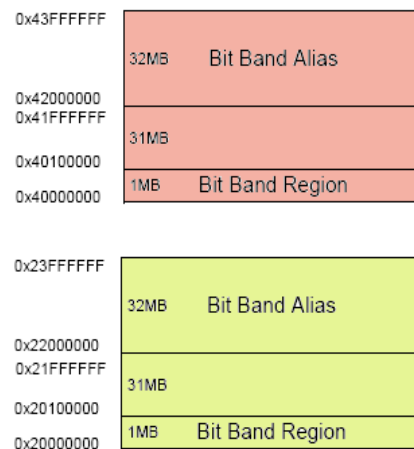 0x43FFFFFF
32MB Bit Band Alias
0x42000000
0x41FFFFFF
31MB
0x40100000
1MB Bit Band Region
0x40000000
0x23FFFFFF
32MB Bit Band Alias
0x22000000
0x21FFFFFF
31MB
0x20100000
1MB Bit Band Region
0x20000000